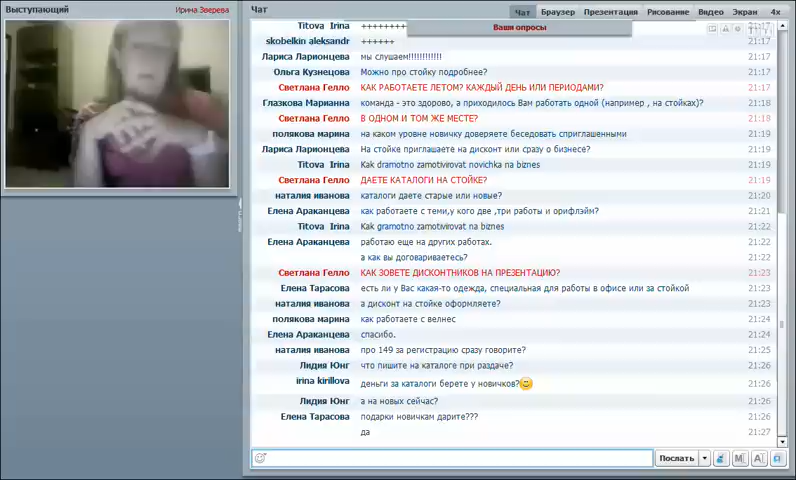 Выступающий Ирина Зверева
Чат
Чат Браузер Презентация Рисование Видео Экран 4x
Ваши опросы
Titova Irina +++++++++ 21:17
skobelkin aleksandr ++++++ 21:17
Лариса Ларионцева мы слушаем!!!!!!!!!!!! 21:17
Ольга Кузнецова Можно про стойку подробнее? 21:17
Светлана Гелло КАК РАБОТАЕТЕ ЛЕТОМ? КАЖДЫЙ ДЕНЬ ИЛИ ПЕРИОДАМИ? 21:17
Глазкова Марианна команда - это здорово, а приходилось Вам работать одной (например , на стойках)? 21:18
Светлана Гелло В ОДНОМ И ТОМ ЖЕ МЕСТЕ? 21:18
полякова марина на каком уровне новичку доверяете беседовать сприглашенными 21:19
Лариса Ларионцева На стойке приглашаете на дисконт или сразу о бизнесе? 21:19
Titova Irina Kak dramotno zamotivirovat novichka na biznes 21:19
Светлана Гелло ДАЕТЕ КАТАЛОГИ НА СТОЙКЕ? 21:19
наталия иванова каталоги даете старые или новые? 21:20
Елена Араканцева как работаете с теми,у кого две ,три работы и орифлэйм? 21:21
Titova Irina Kak gramotno zamotivirovat na biznes 21:22
Елена Араканцева работаю еще на других работах. 21:22
а как вы договариваетесь? 21:22
Светлана Гелло КАК ЗОВЕТЕ ДИСКОНТНИКОВ НА ПРЕЗЕНТАЦИЮ? 21:23
Елена Тарасова есть ли у Вас какая-то одежда, специальная для работы в офисе или за стойкой 21:23
наталия иванова а дисконт на стойке оформляете? 21:23
полякова марина как работаете с велнес 21:24
Елена Араканцева спасибо. 21:24
наталия иванова про 149 за регистрацию сразу говорите? 21:25
Лидия Юнг что пишите на каталоге при раздаче? 21:26
irina kirillova деньги за каталоги берете у новичков? 21:26
Лидия Юнг а на новых сейчас? 21:26
Елена Тарасова подарки новичкам дарите??? 21:26
да 21:27
Послать